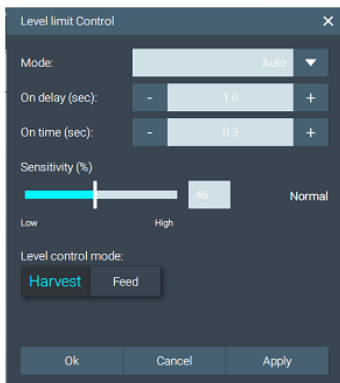 Level limit Control ×
Mode: Auto
On delay (sec): - 1.0 +
On time (sec): - 0.3 +
Sensitivity (%)
46 Normal
Low High
Level control mode:
Harvest Feed
Ok Cancel Apply